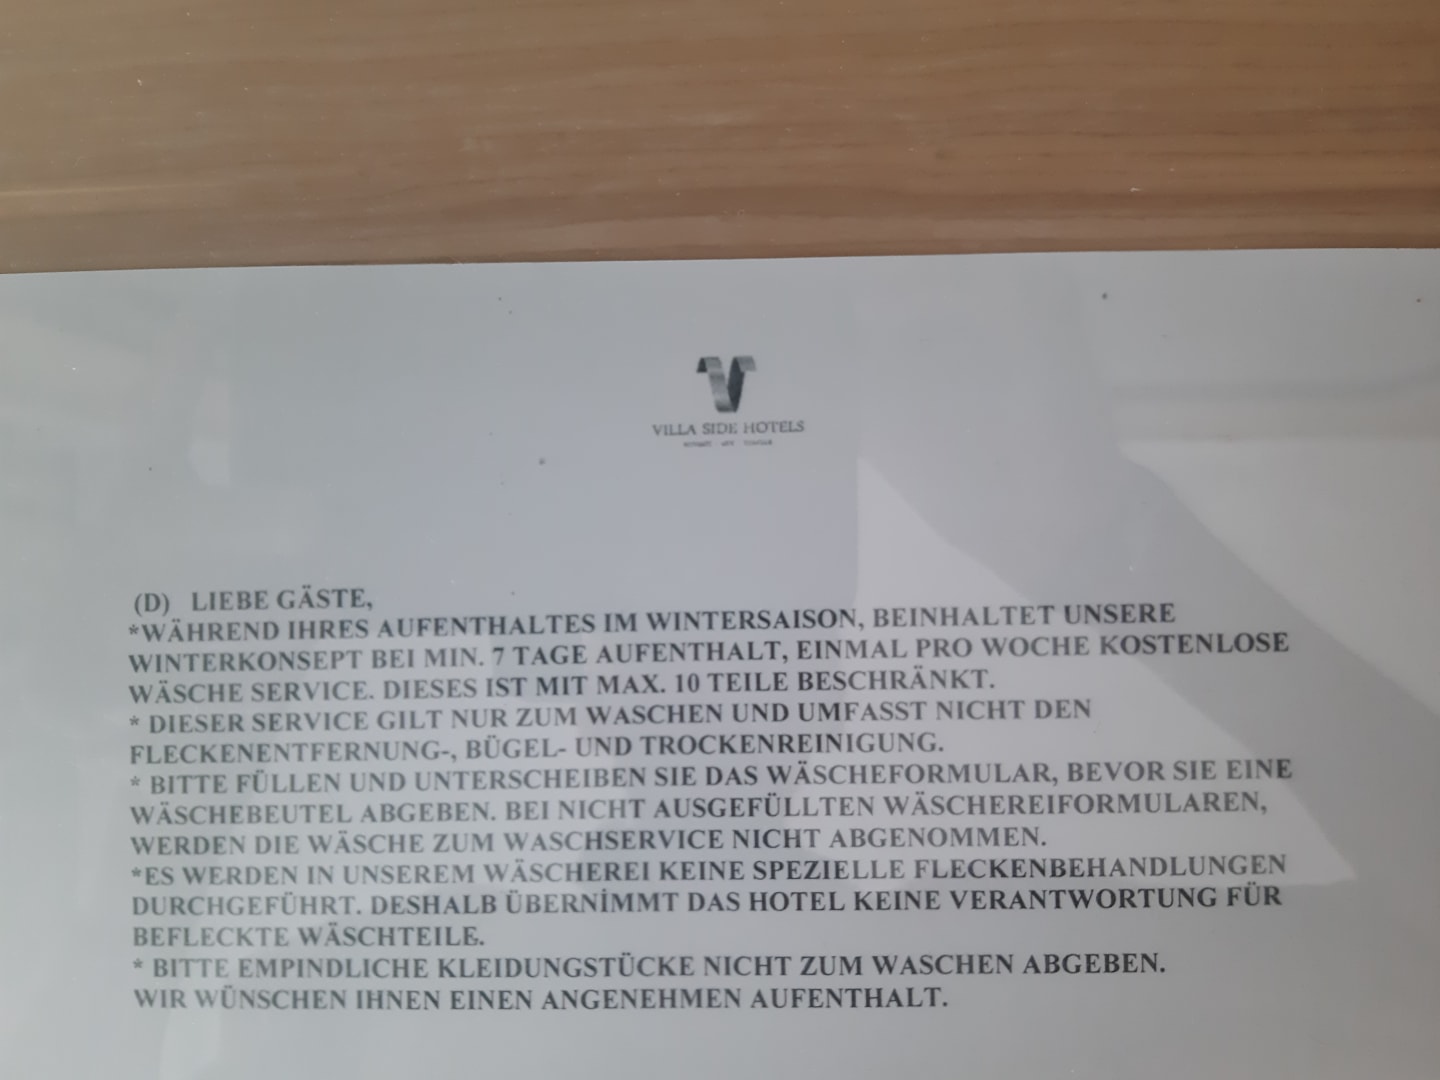 VILLA SIDE HOTELS
(D) LIEBE GÄSTE,
*WÄHREND IHRES AUFENTHALTES IM WINTERSAISON, BEINHALTET UNSERE
WINTERKONSEPT BEI MIN. 7 TAGE AUFENTHALT, EINMAL PRO WOCHE KOSTENLOSE
WÄSCHE SERVICE. DIESES IST MIT MAX. 10 TEILE BESCHRÄNKT.
* DIESER SERVICE GILT NUR ZUM WASCHEN UND UMFASST NICHT DEN
FLECKENENTFERNUNG-, BÜGEL- UND TROCKENREINIGUNG.
* BITTE FÜLLEN UND UNTERSCHEIBEN SIE DAS WÄSCHEFORMULAR, BEVOR SIE EINE
WÄSCHEBEUTEL ABGEBEN. BEI NICHT AUSGEFÜLLTEN WÄSCHEREIFORMULAREN,
WERDEN DIE WÄSCHE ZUM WASCHSERVICE NICHT ABGENOMMEN.
*ES WERDEN IN UNSEREM WÄSCHEREI KEINE SPEZIELLE FLECKENBEHANDLUNGEN
DURCHGEFÜHRT. DESHALB ÜBERNİMMT DAS HOTEL KEINE VERANTWORTUNG FÜR
BEFLECKTE WÄSCHTEILE.
* BITTE EMPINDLICHE KLEIDUNGSTÜCKE NICHT ZUM WASCHEN ABGEBEN.
WIR WÜNSCHEN IHNEN EINEN ANGENEHMEN AUFENTHALT.